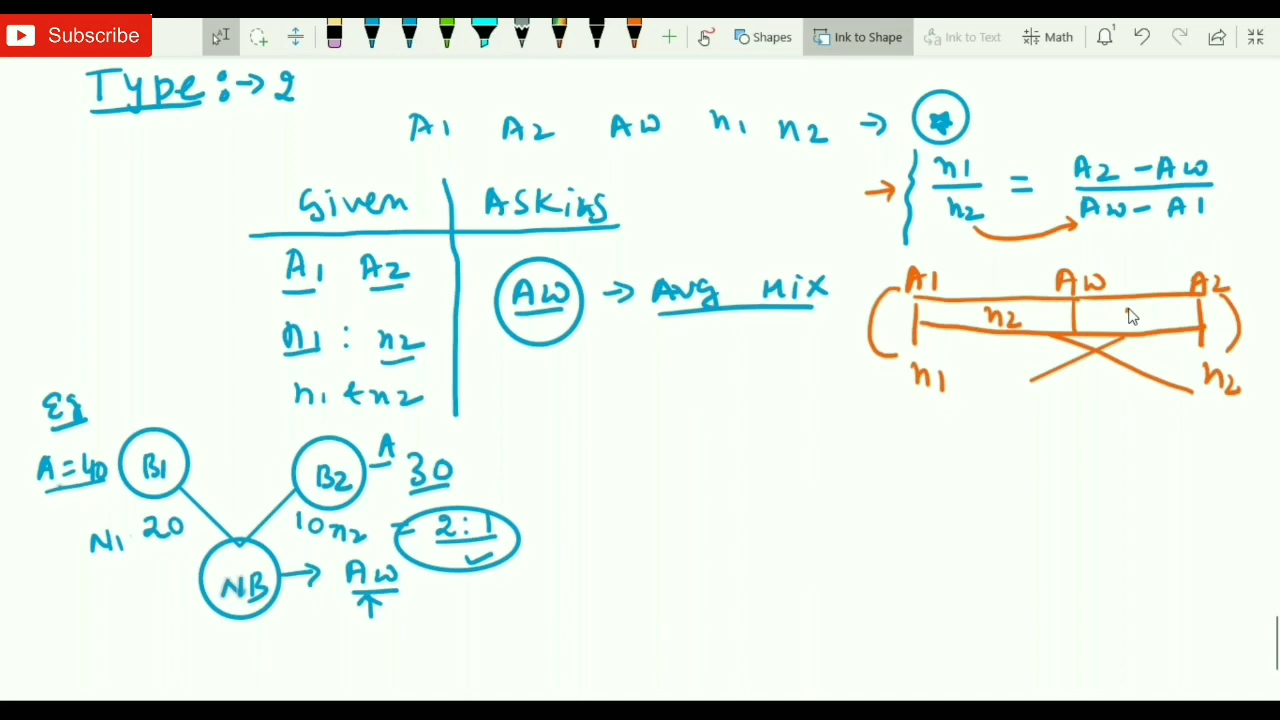 Subscribe
Shapes Ink to Shape Ink to Text Math
Type :→ 2
A1 A2 Aw n1 n2 →
n1 / n2 = A2 - Aw / Aw - A1
Given Asking
A1 A2
Aw → Avg Mix
n1 : n2
n1 & n2
A1 Aw A2
n2
n1 n2
Eg
A = 40 B1 B2 A 30
N1 20 10 n2 = 2:1
NB → Aw